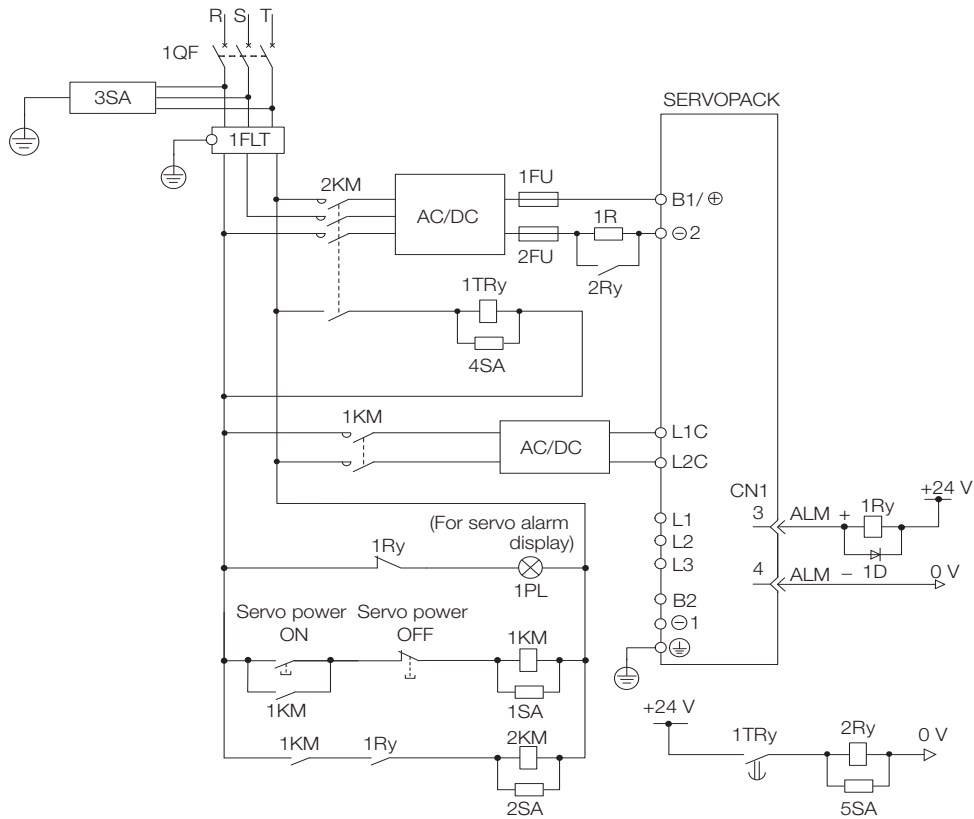 R S T
1QF
3SA
1FLT
SERVOPACK
2KM
AC/DC
1FU
B1/ ⊕
1R
⊖2
2FU
2Ry
1TRy
4SA
1KM
AC/DC
L1C
L2C
CN1
+24 V
3
ALM +
1Ry
L1
L2
L3
(For servo alarm
display)
1Ry
1PL
4
ALM − 1D
0 V
B2
⊖1
Servo power
ON
Servo power
OFF
1KM
1KM
1SA
+24 V
1TRy
2Ry
0 V
5SA
1KM
1Ry
2KM
2SA